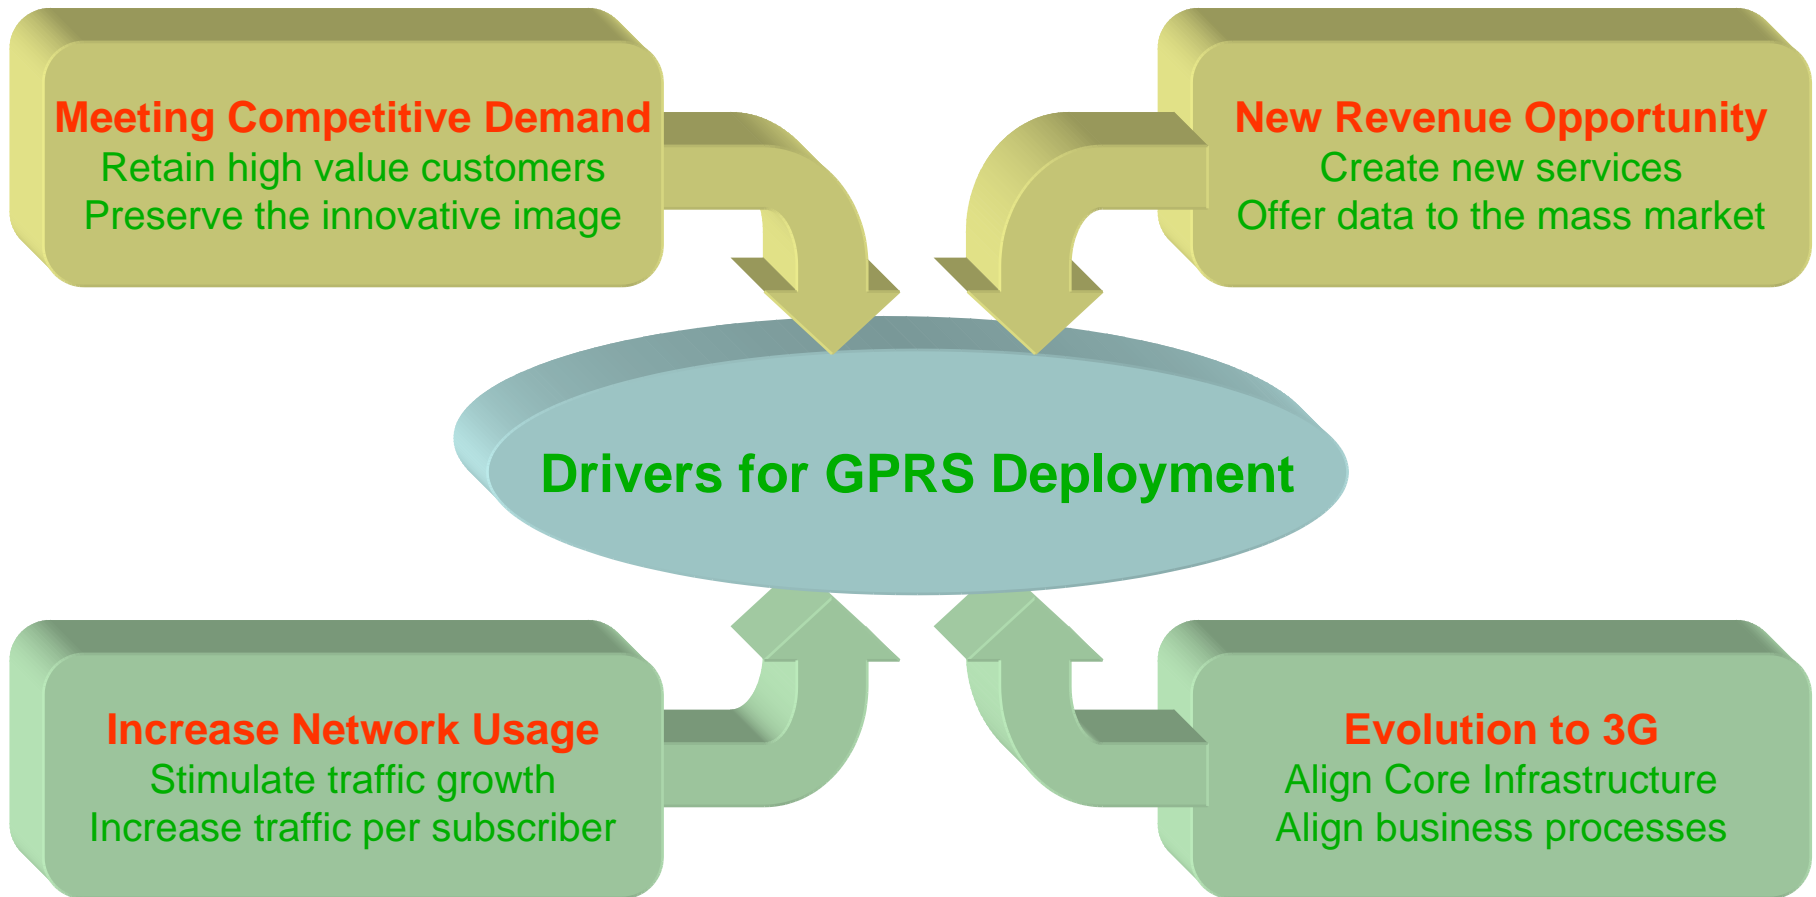 Meeting Competitive Demand
Retain high value customers
Preserve the innovative image
New Revenue Opportunity
Create new services
Offer data to the mass market
Drivers for GPRS Deployment
Increase Network Usage
Stimulate traffic growth
Increase traffic per subscriber
Evolution to 3G
Align Core Infrastructure
Align business processes